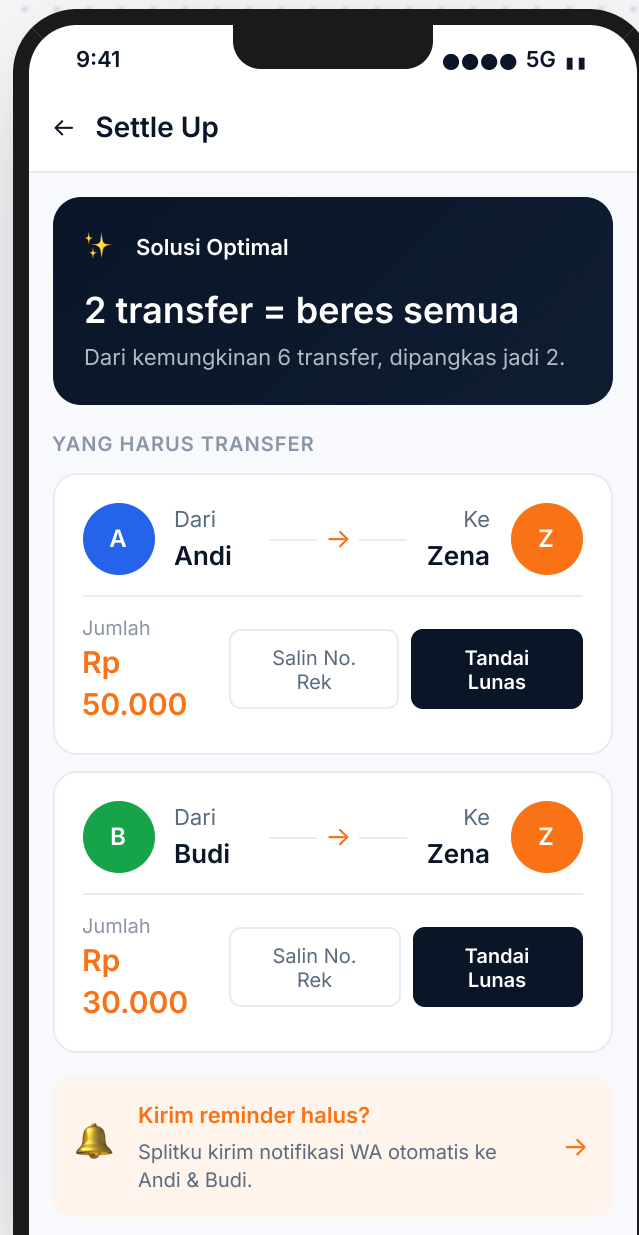 9:41
5G
← Settle Up
✨ Solusi Optimal
2 transfer = beres semua
Dari kemungkinan 6 transfer, dipangkas jadi 2.
YANG HARUS TRANSFER
A
Dari
Andi
→
Ke
Zena
Z
Jumlah
Rp
50.000
Salin No.
Rek
Tandai
Lunas
B
Dari
Budi
→
Ke
Zena
Z
Jumlah
Rp
30.000
Salin No.
Rek
Tandai
Lunas
Kirim reminder halus?
Splitku kirim notifikasi WA otomatis ke
Andi & Budi.
→